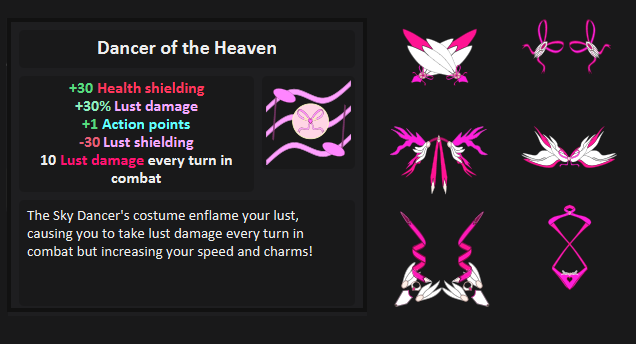 Dancer of the Heaven
+30 Health shielding
+30% Lust damage
+1 Action points
-30 Lust shielding
10 Lust damage every turn in
combat
The Sky Dancer's costume enflame your lust,
causing you to take lust damage every turn in
combat but increasing your speed and charms!